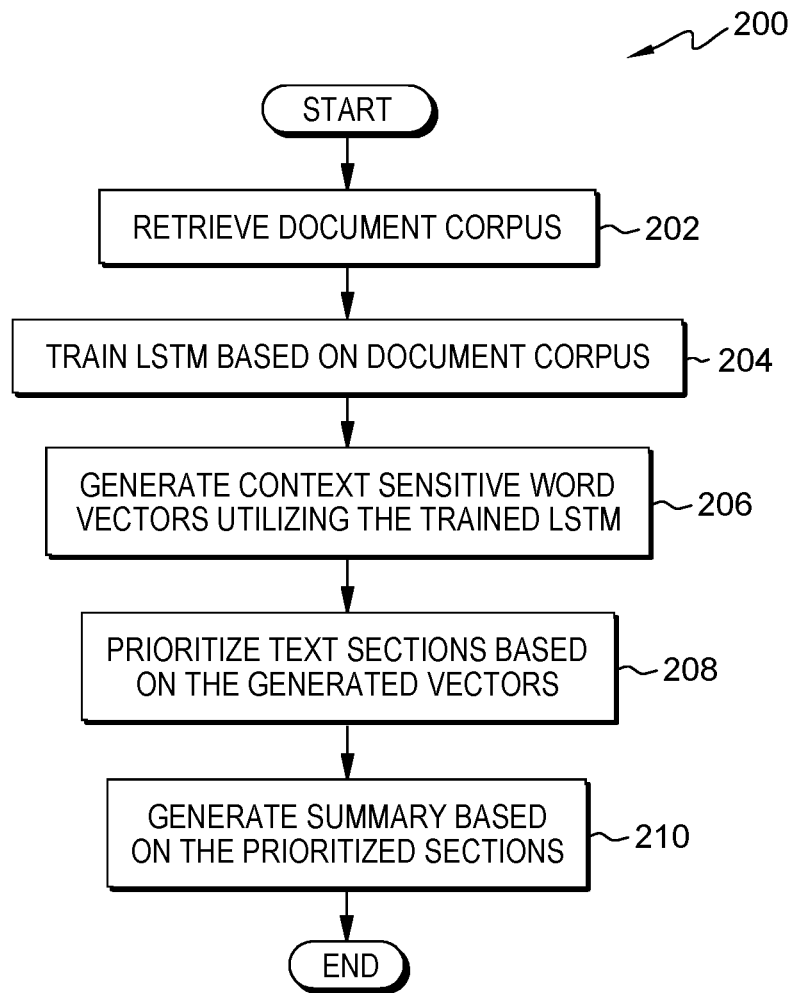 200
START
RETRIEVE DOCUMENT CORPUS
202
TRAIN LSTM BASED ON DOCUMENT CORPUS
204
GENERATE CONTEXT SENSITIVE WORD
VECTORS UTILIZING THE TRAINED LSTM
206
PRIORITIZE TEXT SECTIONS BASED
ON THE GENERATED VECTORS
208
GENERATE SUMMARY BASED
ON THE PRIORITIZED SECTIONS
210
END